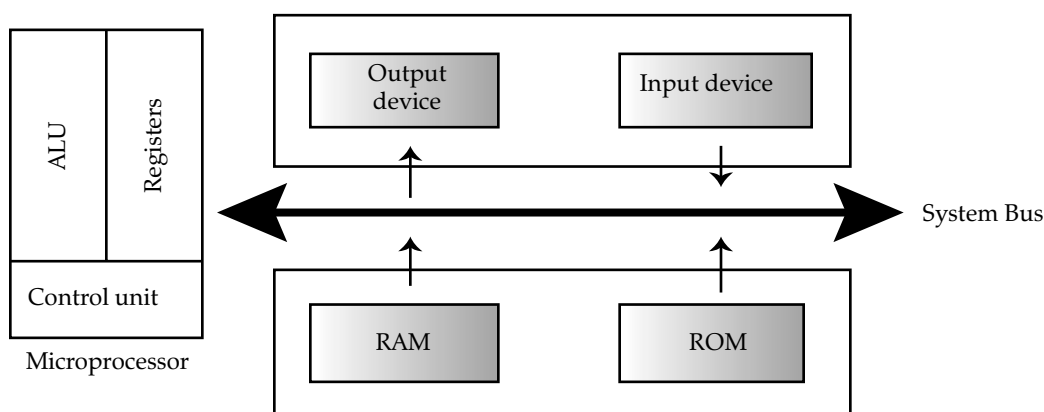 ALU
Registers
Control unit
Microprocessor
Output
device
Input device
System Bus
RAM
ROM